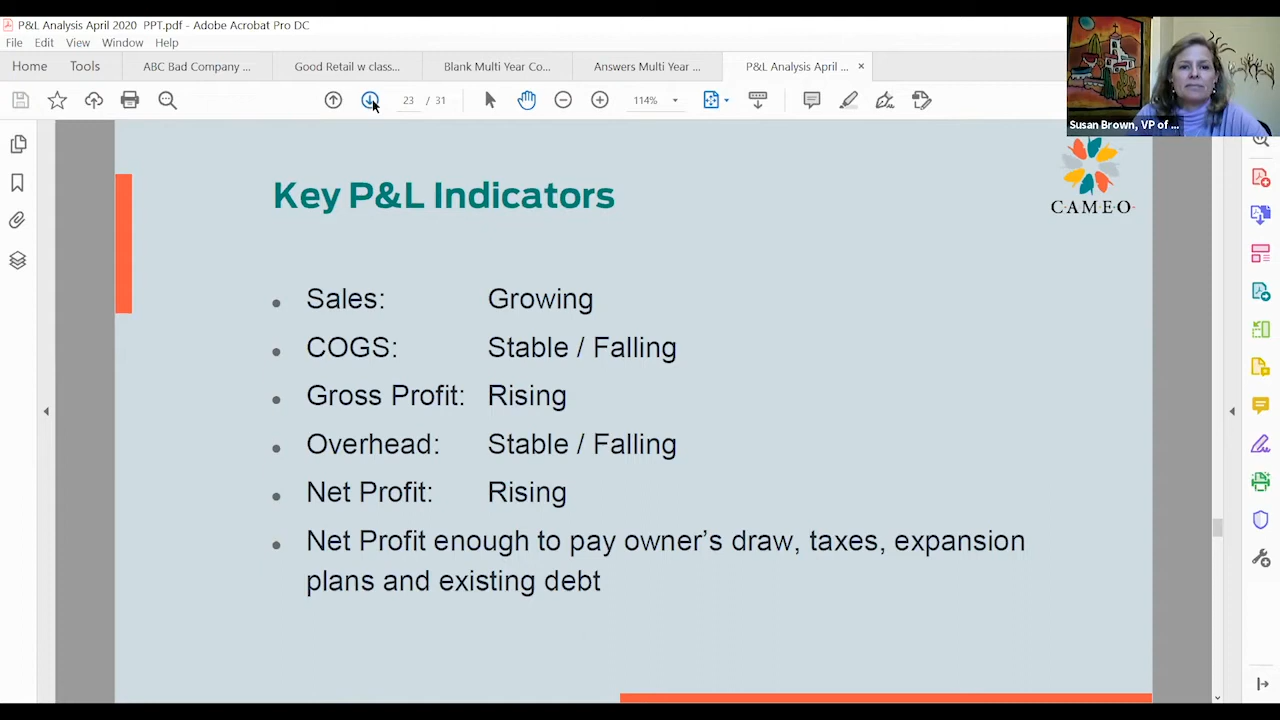 P&L Analysis April 2020 PPT.pdf - Adobe Acrobat Pro DC
File Edit View Window Help
Home Tools ABC Bad Company ... Good Retail w class... Blank Multi Year Co... Answers Multi Year ... P&L Analysis April ... ×
23 / 31 114%
Susan Brown, VP of ...
CAMEO
Key P&L Indicators
• Sales: Growing
• COGS: Stable / Falling
• Gross Profit: Rising
• Overhead: Stable / Falling
• Net Profit: Rising
• Net Profit enough to pay owner's draw, taxes, expansion
plans and existing debt